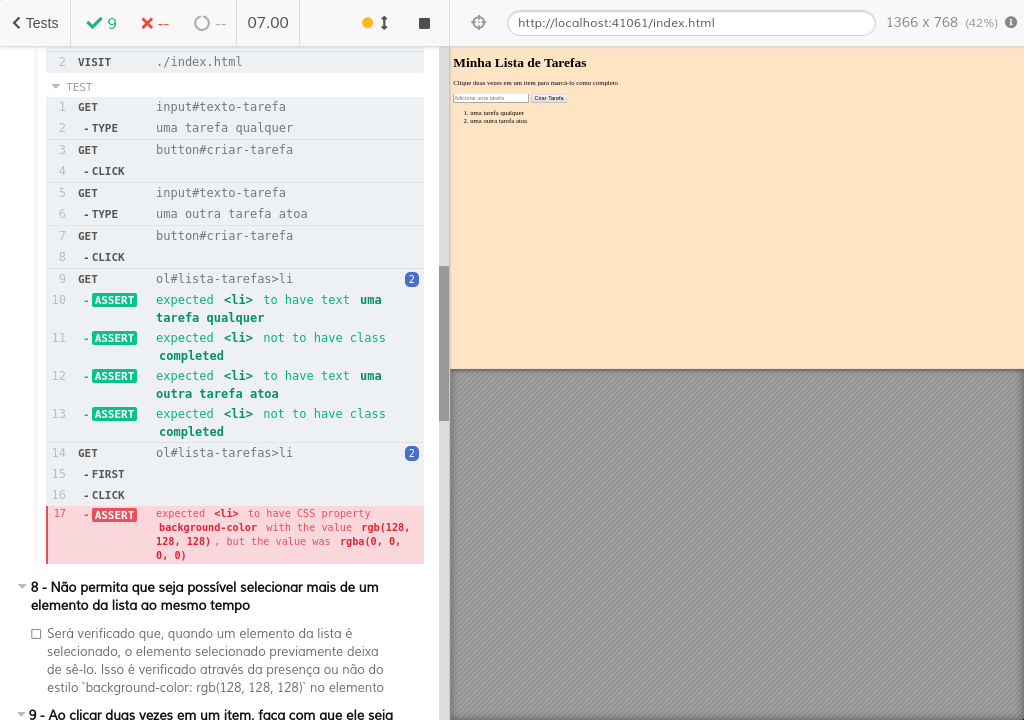 Tests 9 -- -- 07.00 http://localhost:41061/index.html 1366 x 768 (42%)
2 VISIT ./index.html
TEST
1 GET input#texto-tarefa
2 -TYPE uma tarefa qualquer
3 GET button#criar-tarefa
4 -CLICK
5 GET input#texto-tarefa
6 -TYPE uma outra tarefa atoa
7 GET button#criar-tarefa
8 -CLICK
9 GET ol#lista-tarefas>li 2
10 -ASSERT expected <li> to have text uma
tarefa qualquer
11 -ASSERT expected <li> not to have class
completed
12 -ASSERT expected <li> to have text uma
outra tarefa atoa
13 -ASSERT expected <li> not to have class
completed
14 GET ol#lista-tarefas>li 2
15 -FIRST
16 -CLICK
17 -ASSERT expected <li> to have CSS property
background-color with the value rgb(128,
128, 128), but the value was rgba(0, 0,
0, 0)
8 - Não permita que seja possível selecionar mais de um
elemento da lista ao mesmo tempo
Será verificado que, quando um elemento da lista é
selecionado, o elemento selecionado previamente deixa
de sê-lo. Isso é verificado através da presença ou não do
estilo `background-color: rgb(128, 128, 128)` no elemento
9 - Ao clicar duas vezes em um item, faça com que ele seja
Minha Lista de Tarefas
Clique duas vezes em um item para marcá-lo como completo
Adicione uma tarefa Criar Tarefa
1. uma tarefa qualquer
2. uma outra tarefa atoa